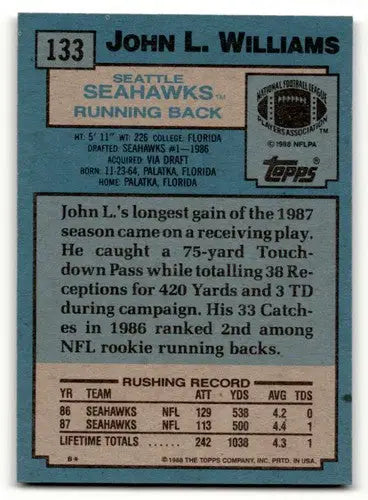 133
JOHN L. WILLIAMS
SEATTLE
SEAHAWKS™
RUNNING BACK
NATIONAL FOOTBALL LEAGUE
PLAYERS ASSOCIATION™
©1988 NFLPA
Topps®
HT. 5' 11" WT: 226 COLLEGE: FLORIDA
DRAFTED: SEAHAWKS #1—1986
ACQUIRED: VIA DRAFT
BORN: 11-23-64, PALATKA, FLORIDA
HOME: PALATKA, FLORIDA
John L.'s longest gain of the 1987
season came on a receiving play.
He caught a 75-yard Touch-
down Pass while totalling 38 Re-
ceptions for 420 Yards and 3 TD
during campaign. His 33 Catch-
es in 1986 ranked 2nd among
NFL rookie running backs.
RUSHING RECORD
YR TEAM ATT YDS AVG TDS
86 SEAHAWKS NFL 129 538 4.2 0
87 SEAHAWKS NFL 113 500 4.4 1
LIFETIME TOTALS 242 1038 4.3 1
B* ©1988 THE TOPPS COMPANY, INC. PRTD. IN U.S.A.